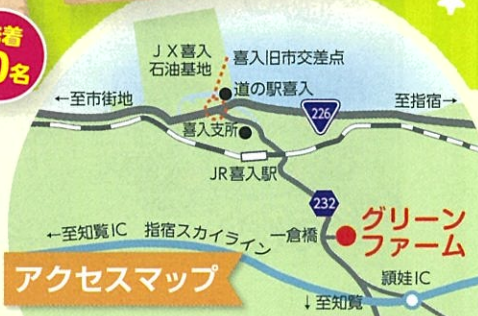 着
名
JX喜入
石油基地
喜入旧市交差点
道の駅喜入
←至市街地
226
至指宿→
喜入支所
JR喜入駅
232
グリーン
ファーム
一倉橋
←至知覧IC
指宿スカイライン
アクセスマップ
頴娃IC
↓至知覧